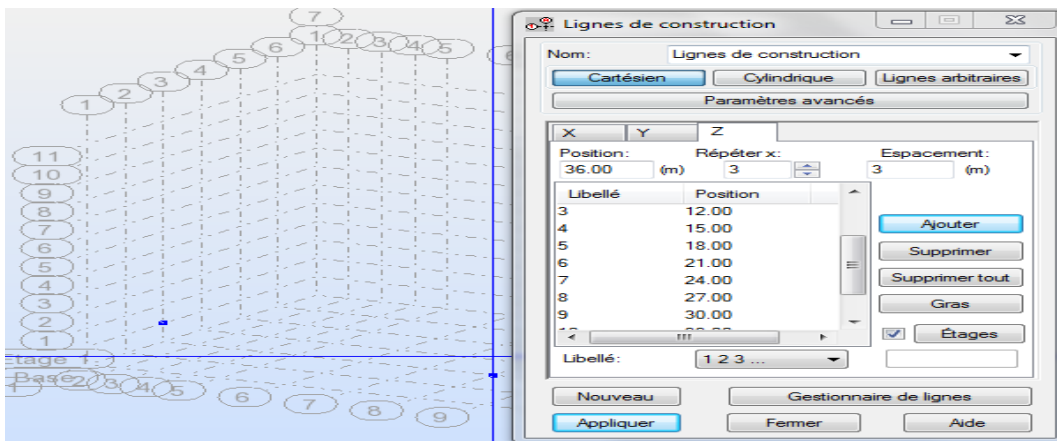 7
6 1 2 3 4 5
5
4
3
2
1
6
11
10
9
8
7
6
5
4
3
2
1
Etage 1
Base 2 3 4 5
1
6
7
8
9
Lignes de construction
Nom: Lignes de construction
Cartésien Cylindrique Lignes arbitraires
Paramètres avancés
X Y Z
Position: Répéter x: Espacement:
36.00 (m) 3 3 (m)
Libellé Position
3 12.00
4 15.00
5 18.00
6 21.00
7 24.00
8 27.00
9 30.00
Ajouter
Supprimer
Supprimer tout
Gras
Étages
Libellé: 1 2 3 ...
Nouveau Gestionnaire de lignes
Appliquer Fermer Aide